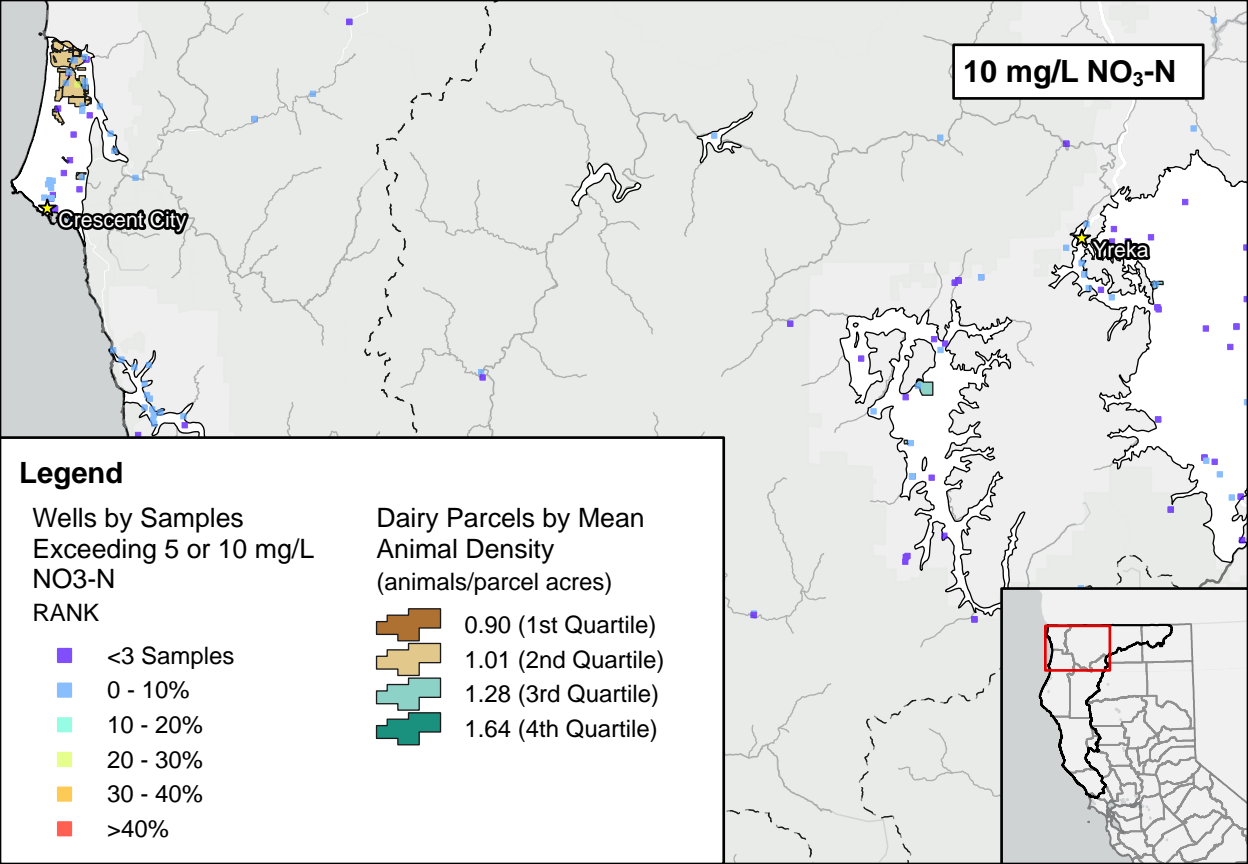 10 mg/L NO₃-N
Crescent City
Yreka
Legend
Wells by Samples
Exceeding 5 or 10 mg/L
NO3-N
RANK
<3 Samples
0 - 10%
10 - 20%
20 - 30%
30 - 40%
>40%
Dairy Parcels by Mean
Animal Density
(animals/parcel acres)
0.90 (1st Quartile)
1.01 (2nd Quartile)
1.28 (3rd Quartile)
1.64 (4th Quartile)